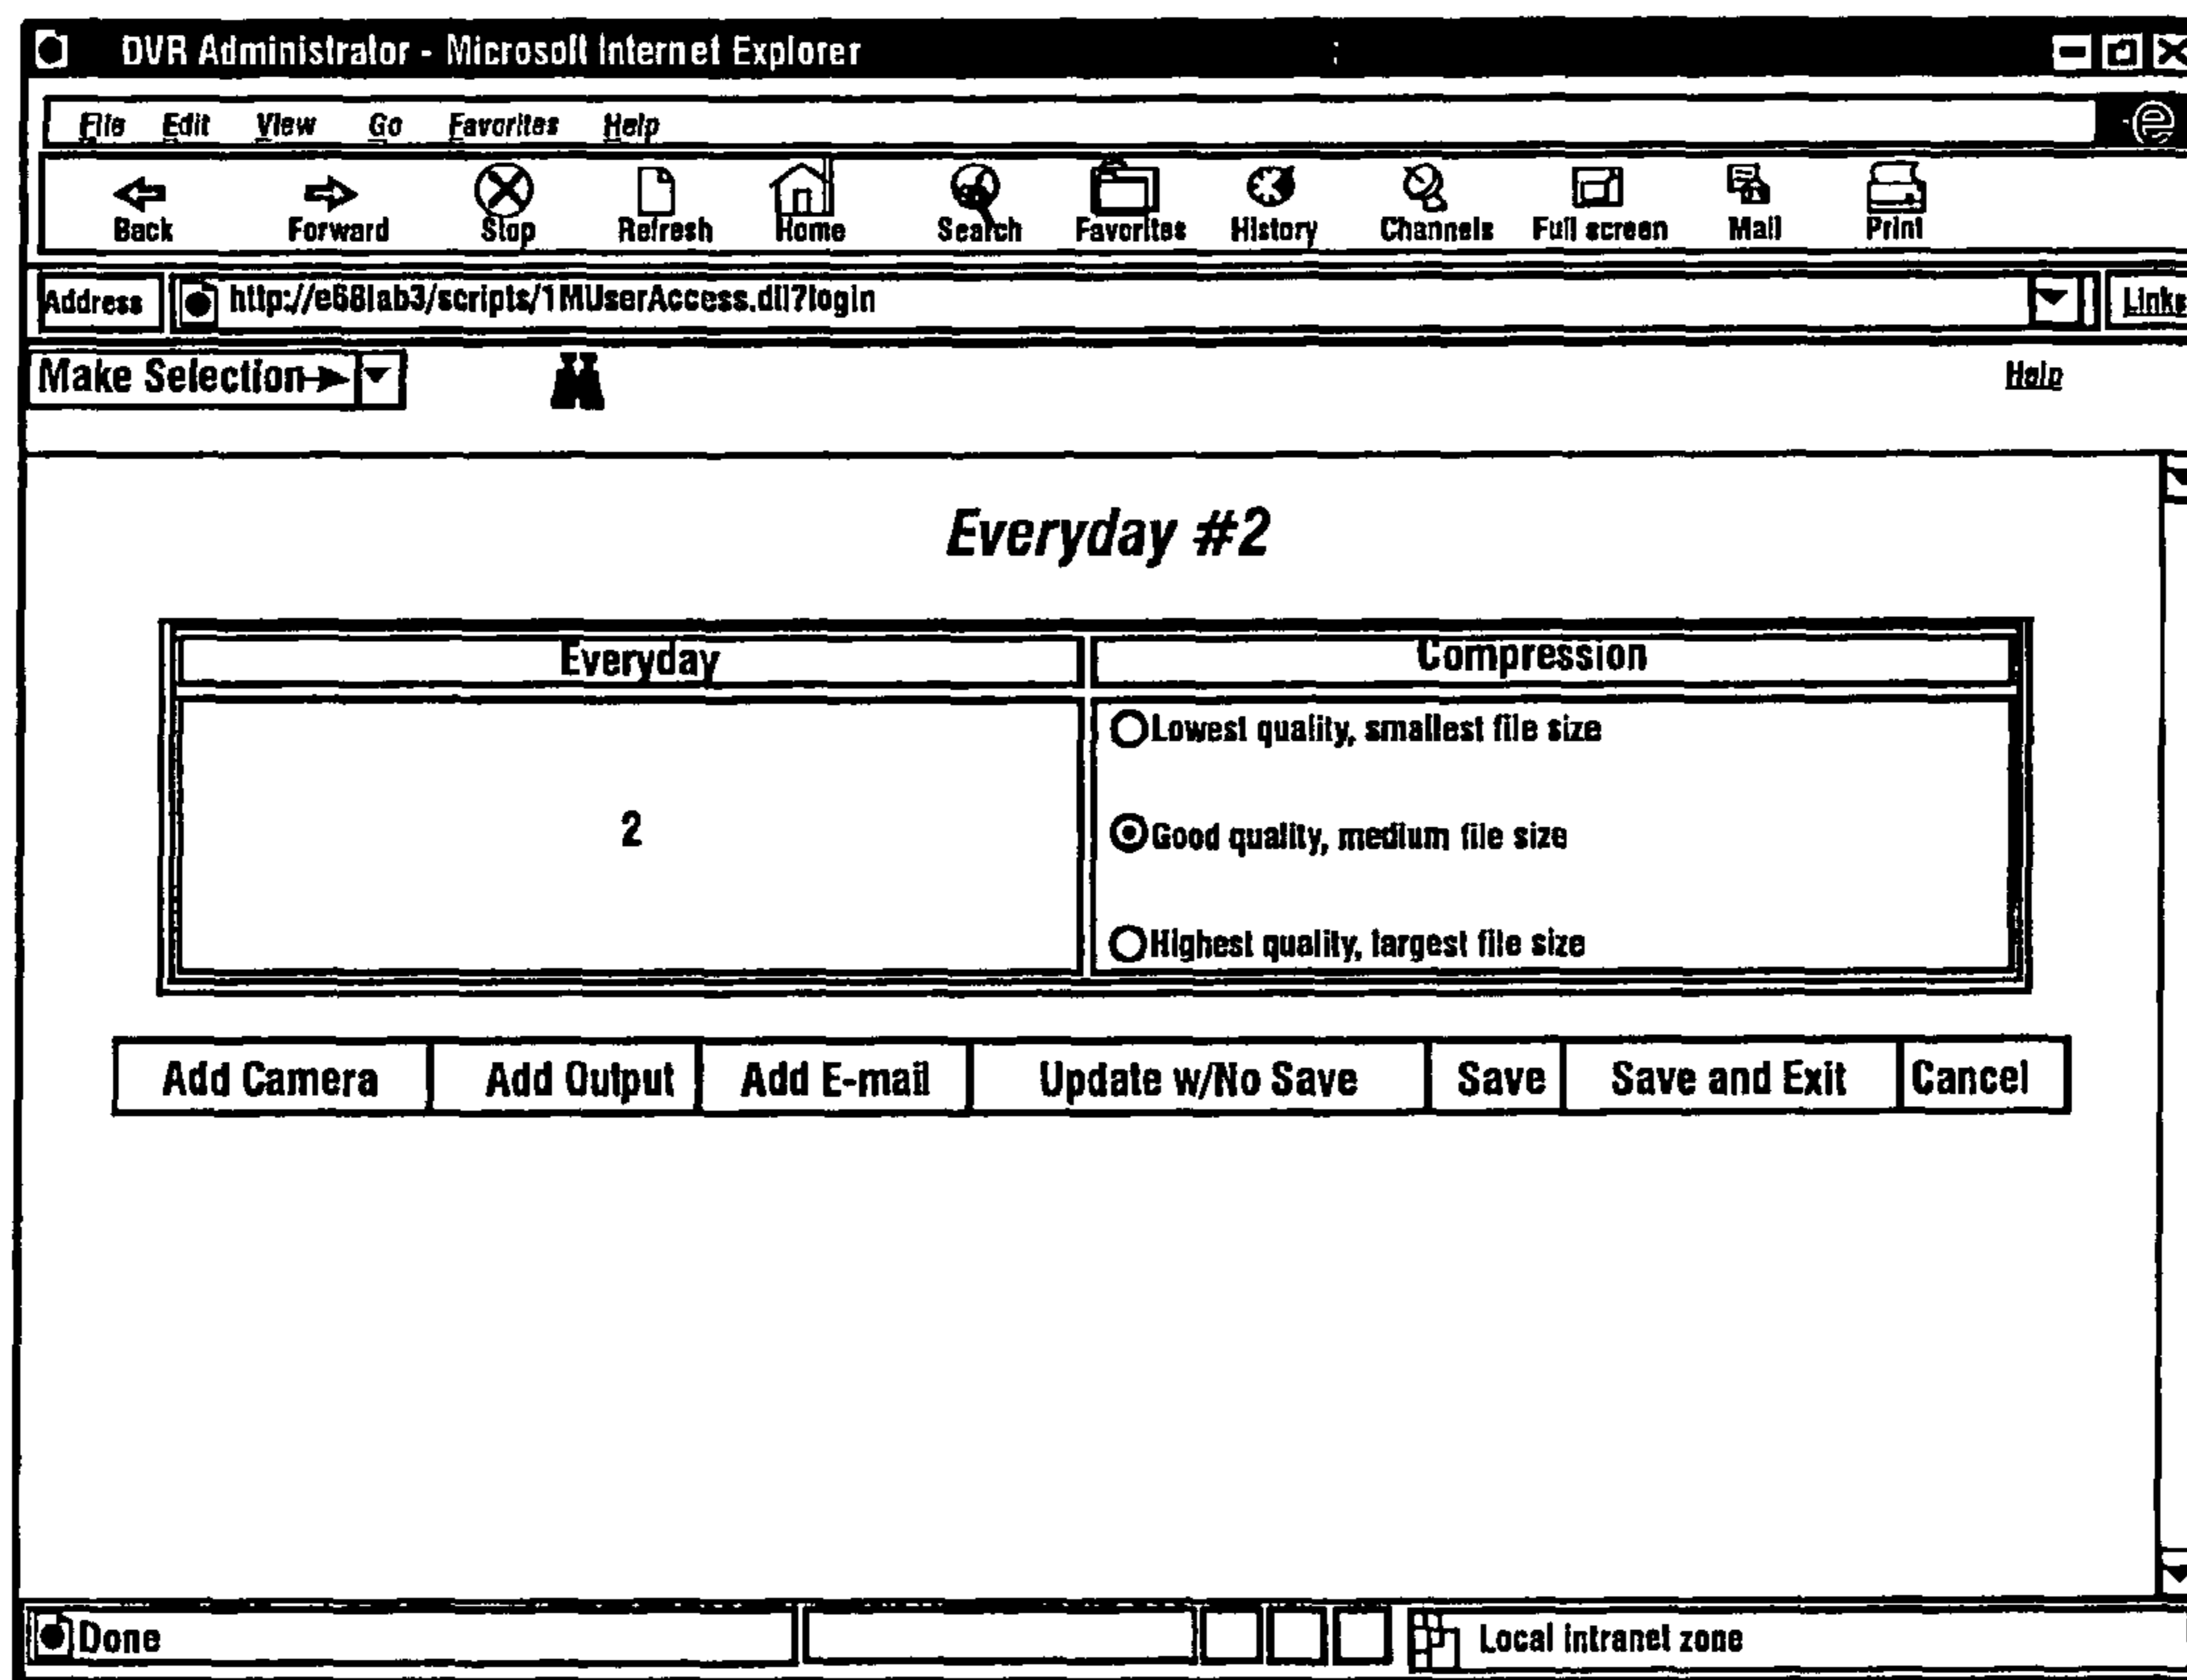 DVR Administrator - Microsoft Internet Explorer
File Edit View Go Favorites Help
Back Forward Stop Refresh Home Search Favorites History Channels Full screen Mail Print
Address http://e68lab3/scripts/1MUserAccess.dll?login Links
Make Selection Help
Everyday #2
Everyday Compression
Lowest quality, smallest file size
2 Good quality, medium file size
Highest quality, largest file size
Add Camera Add Output Add E-mail Update w/No Save Save Save and Exit Cancel
Done Local intranet zone